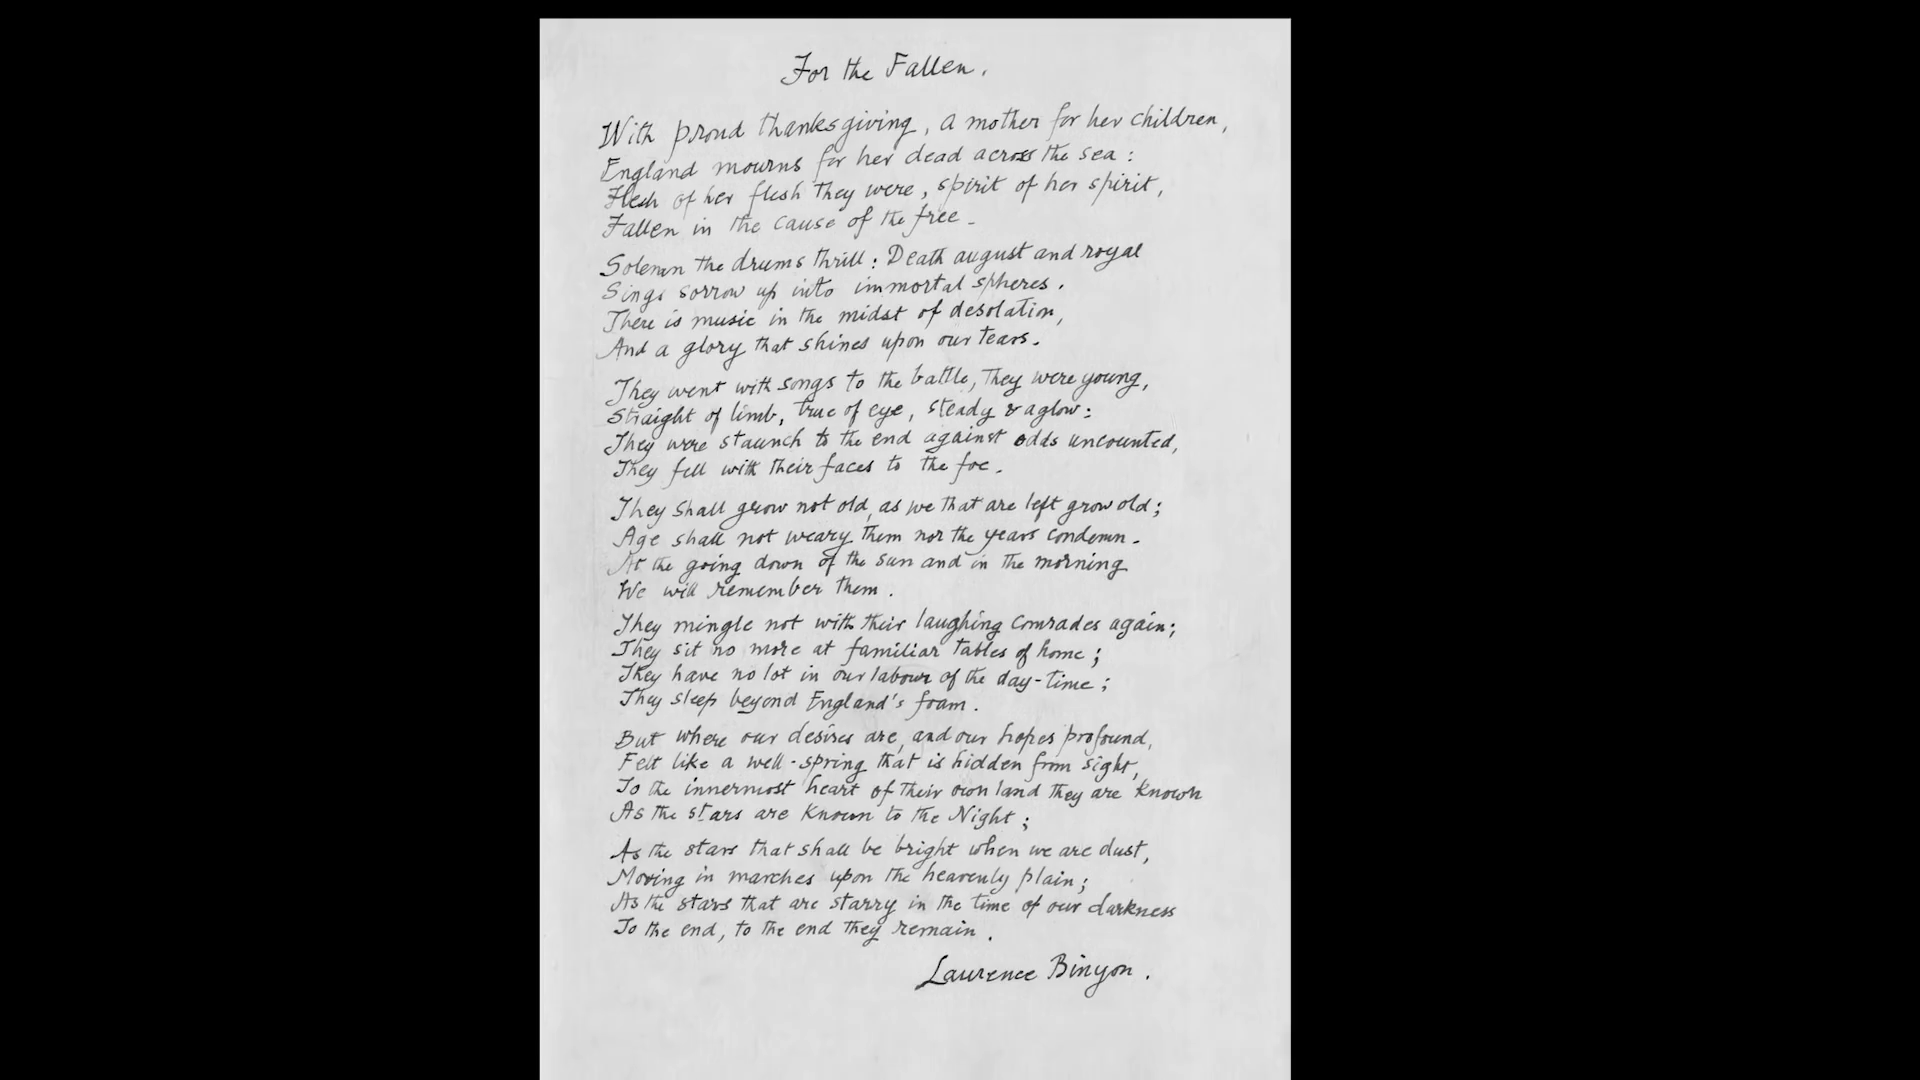 For the Fallen.
With proud thanksgiving, a mother for her children,
England mourns for her dead across the sea:
Flesh of her flesh they were, spirit of her spirit,
Fallen in the cause of the free_
Solemn the drums thrill: Death august and royal
Sings sorrow up into immortal spheres.
There is music in the midst of desolation,
And a glory that shines upon our tears.
They went with songs to the battle, they were young,
Straight of limb, true of eye, steady & aglow:
They were staunch to the end against odds uncounted,
They fell with their faces to the foe.
They shall grow not old, as we that are left grow old;
Age shall not weary them nor the years condemn.
At the going down of the sun and in the morning
We will remember them.
They mingle not with their laughing comrades again;
They sit no more at familiar tables of home;
They have no lot in our labour of the day-time;
They sleep beyond England's foam.
But where our desires are, and our hopes profound,
Felt like a well-spring that is hidden from sight,
To the innermost heart of their own land they are known
As the stars are known to the Night;
As the stars that shall be bright when we are dust,
Moving in marches upon the heavenly plain;
As the stars that are starry in the time of our darkness
To the end, to the end they remain.
Laurence Binyon.